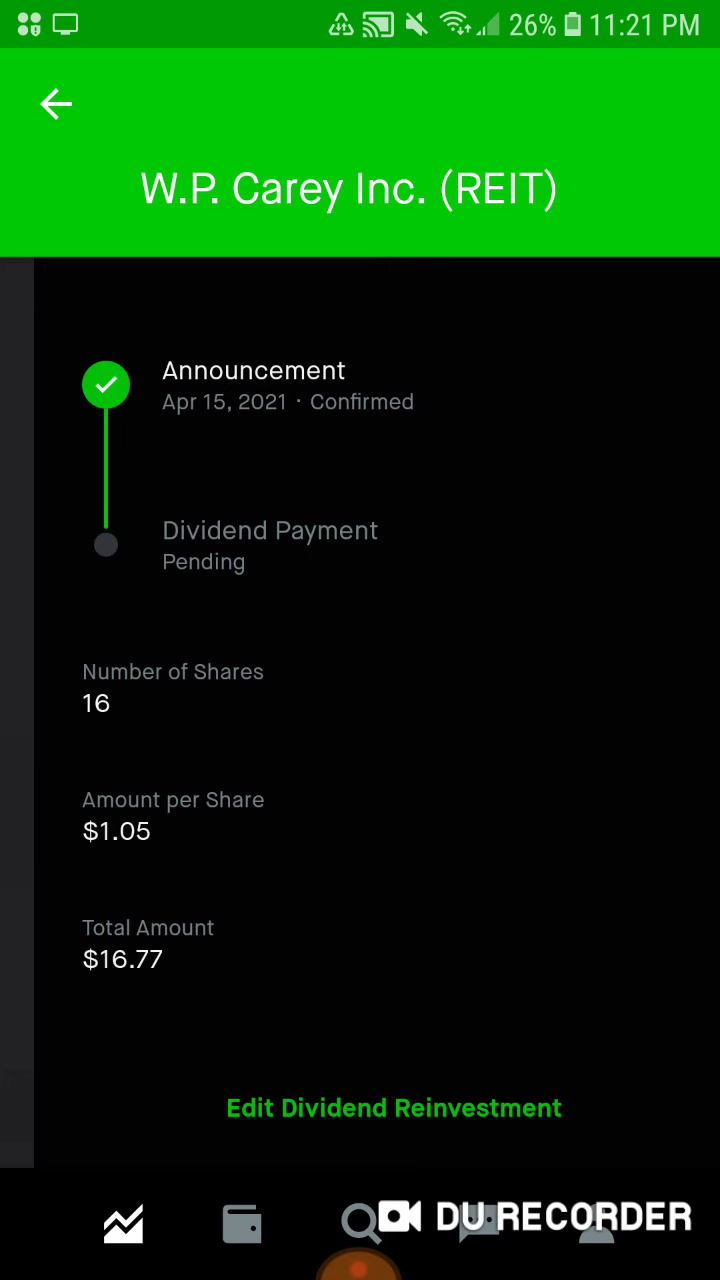 26% 11:21 PM
W.P. Carey Inc. (REIT)
Announcement
Apr 15, 2021 · Confirmed
Dividend Payment
Pending
Number of Shares
16
Amount per Share
$1.05
Total Amount
$16.77
Edit Dividend Reinvestment
DU RECORDER